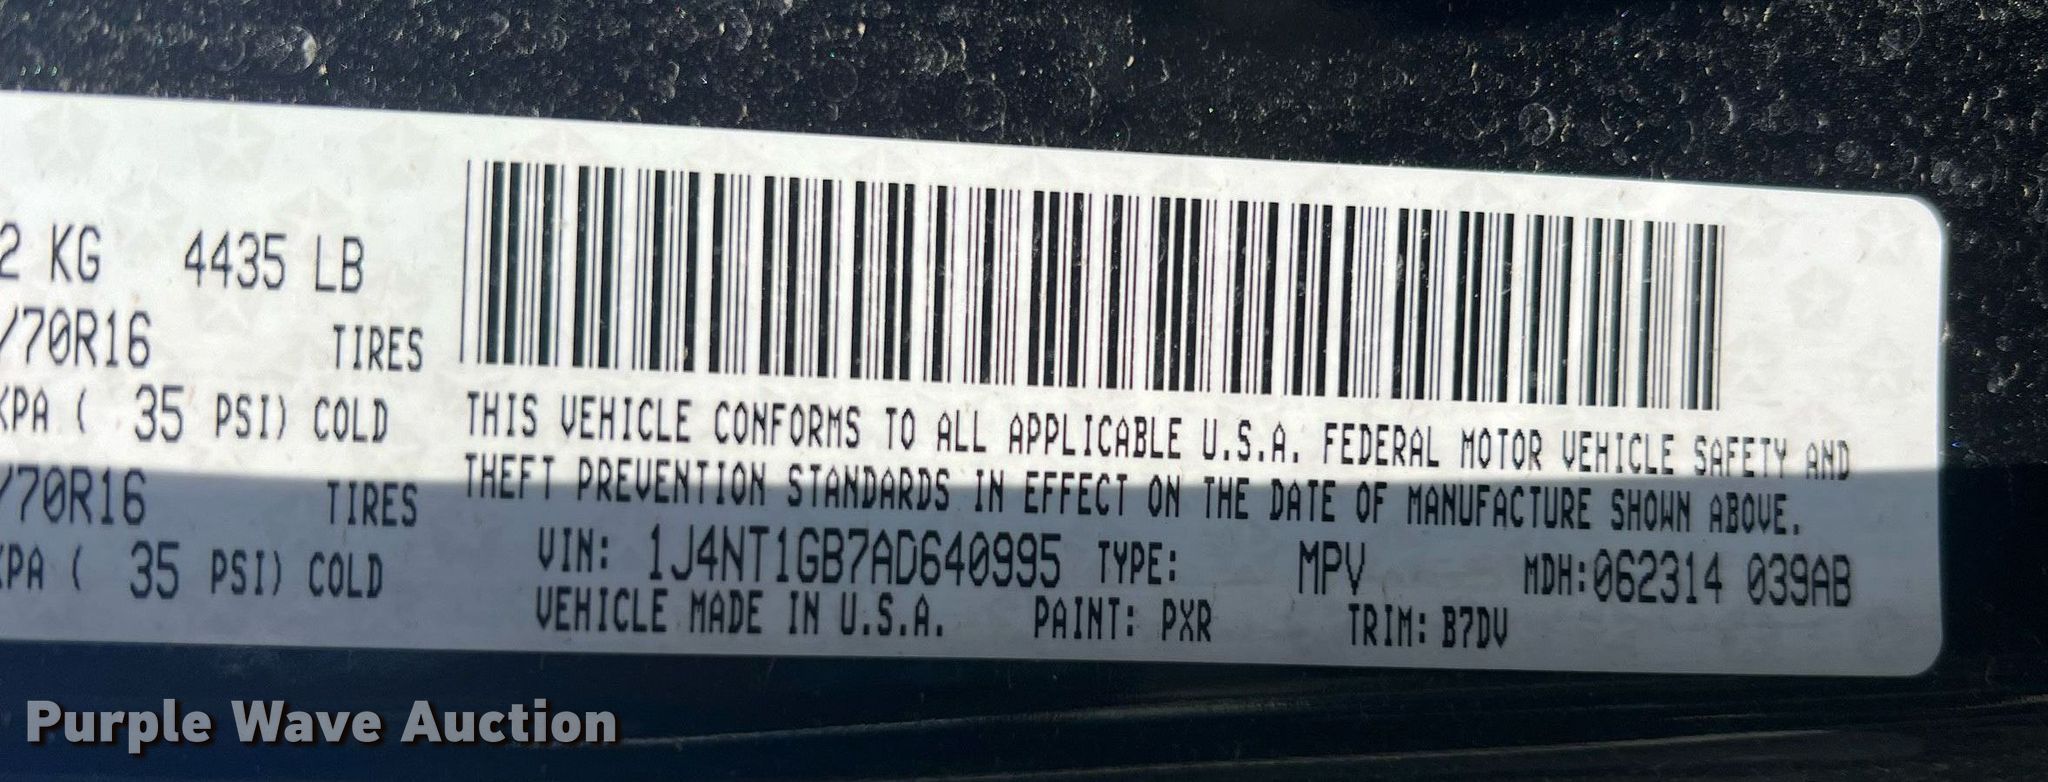 2 KG 4435 LB
/70R16 TIRES
KPA ( 35 PSI) COLD
/70R16 TIRES
KPA ( 35 PSI) COLD
THIS VEHICLE CONFORMS TO ALL APPLICABLE U.S.A. FEDERAL MOTOR VEHICLE SAFETY AND
THEFT PREVENTION STANDARDS IN EFFECT ON THE DATE OF MANUFACTURE SHOWN ABOVE.
VIN: 1J4NT1GB7AD640995 TYPE: MPV MDH:062314 039AB
VEHICLE MADE IN U.S.A. PAINT: PXR TRIM: B7DV
Purple Wave Auction